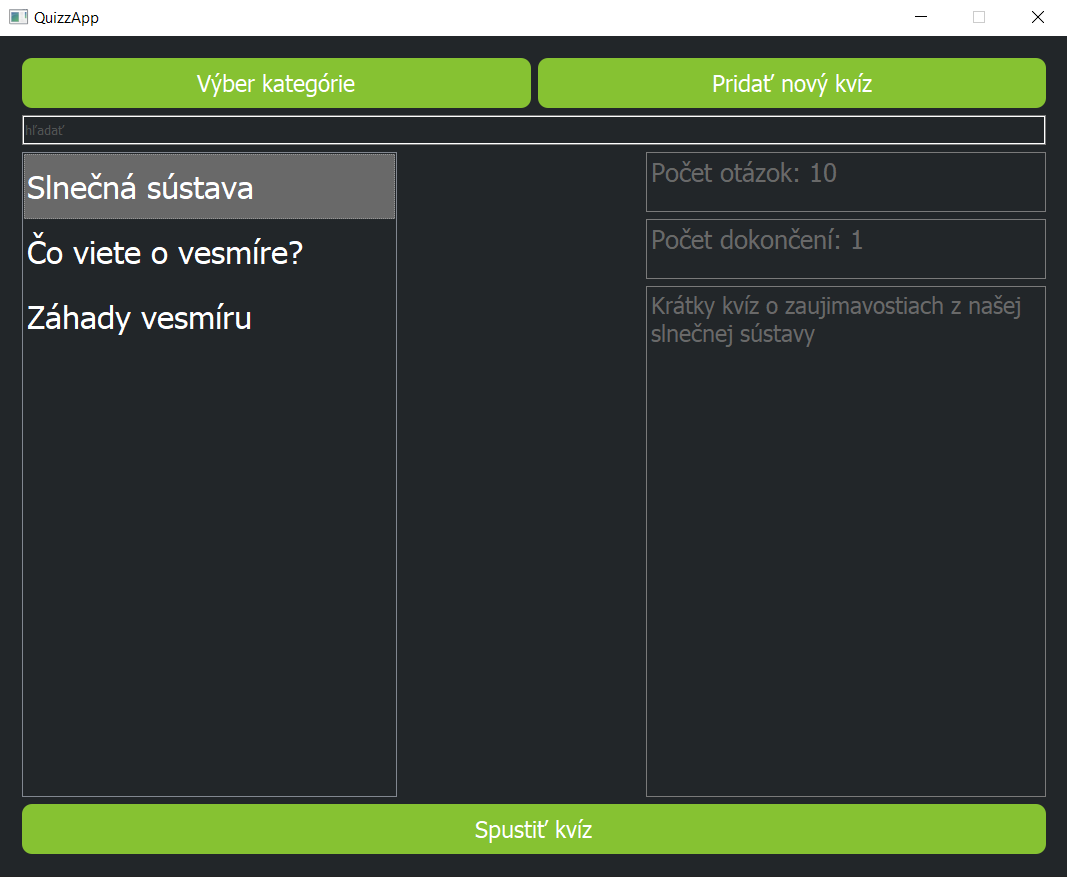 QuizzApp
Výber kategórie
Pridať nový kvíz
hľadať
Slnečná sústava
Čo viete o vesmíre?
Záhady vesmíru
Počet otázok: 10
Počet dokončení: 1
Krátky kvíz o zaujimavostiach z našej
slnečnej sústavy
Spustiť kvíz